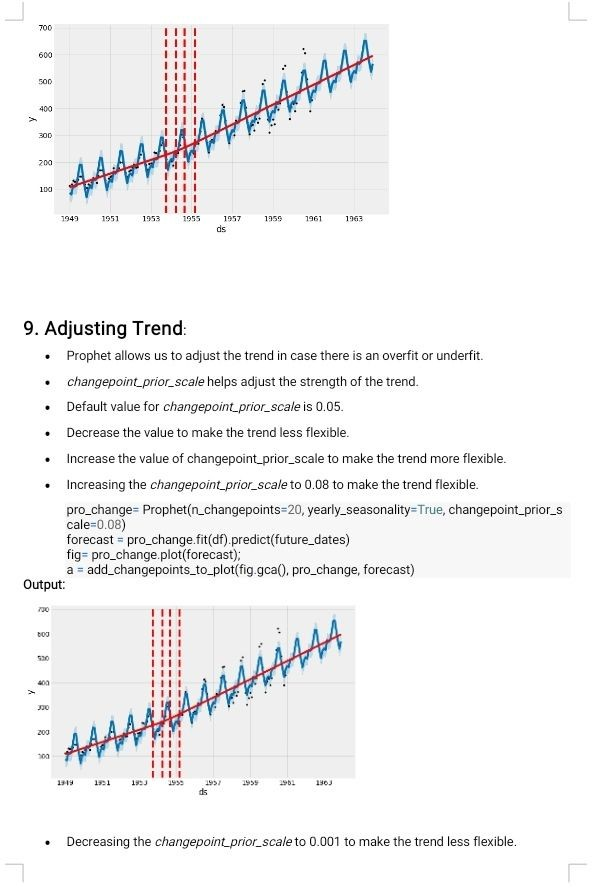 700
600
500
400
300
200
100
y
1949 1951 1953 1955 1957 1959 1961 1963
ds
9. Adjusting Trend:
• Prophet allows us to adjust the trend in case there is an overfit or underfit.
• changepoint_prior_scale helps adjust the strength of the trend.
• Default value for changepoint_prior_scale is 0.05.
• Decrease the value to make the trend less flexible.
• Increase the value of changepoint_prior_scale to make the trend more flexible.
• Increasing the changepoint_prior_scale to 0.08 to make the trend flexible.
pro_change= Prophet(n_changepoints=20, yearly_seasonality=True, changepoint_prior_s
cale=0.08)
forecast = pro_change.fit(df).predict(future_dates)
fig= pro_change.plot(forecast);
a = add_changepoints_to_plot(fig.gca(), pro_change, forecast)
Output:
700
600
500
400
300
200
100
y
1949 1951 1953 1955 1957 1959 1961 1963
ds
• Decreasing the changepoint_prior_scale to 0.001 to make the trend less flexible.